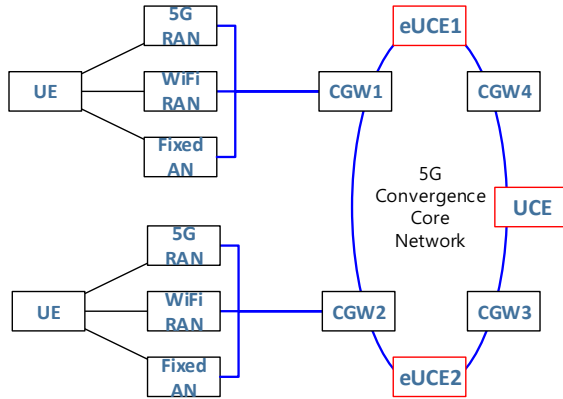 5G
RAN
UE
WiFi
RAN
Fixed
AN
CGW1
eUCE1
CGW4
5G
Convergence
Core
Network
UCE
5G
RAN
UE
WiFi
RAN
Fixed
AN
CGW2
CGW3
eUCE2